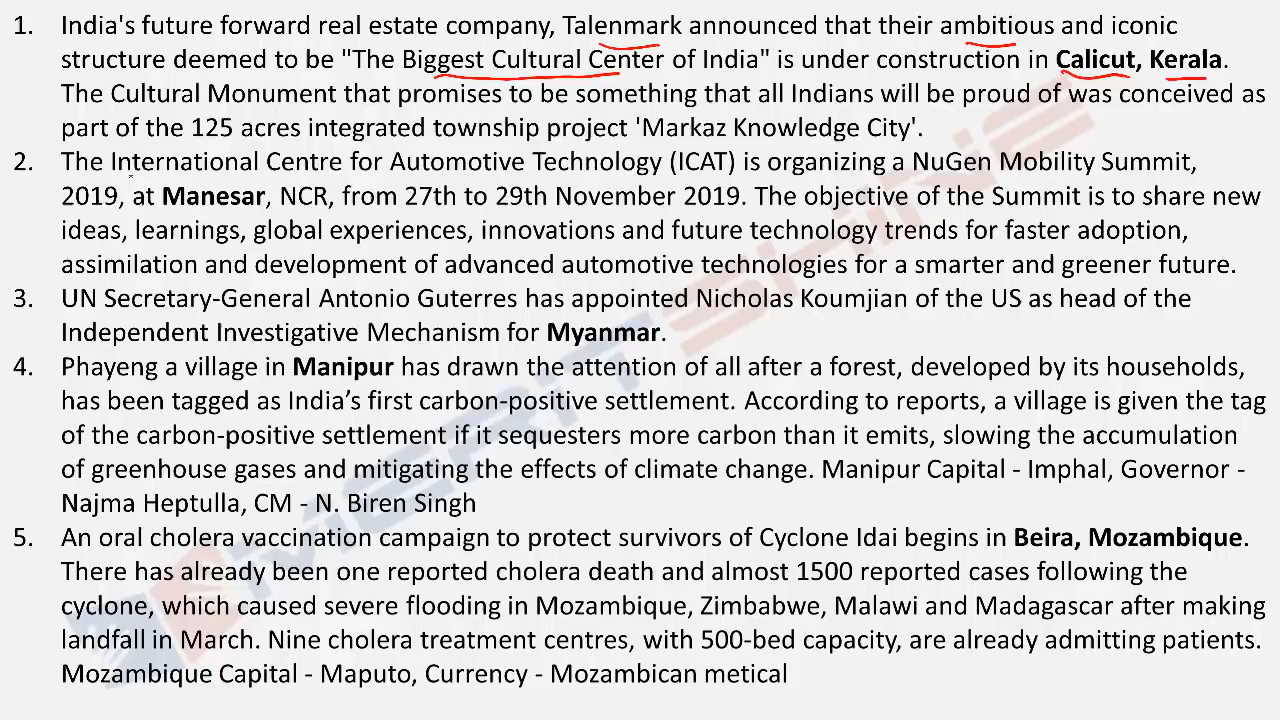 1. India's future forward real estate company, Talenmark announced that their ambitious and iconic
structure deemed to be "The Biggest Cultural Center of India" is under construction in Calicut, Kerala.
The Cultural Monument that promises to be something that all Indians will be proud of was conceived as
part of the 125 acres integrated township project 'Markaz Knowledge City'.
2. The International Centre for Automotive Technology (ICAT) is organizing a NuGen Mobility Summit,
2019, at Manesar, NCR, from 27th to 29th November 2019. The objective of the Summit is to share new
ideas, learnings, global experiences, innovations and future technology trends for faster adoption,
assimilation and development of advanced automotive technologies for a smarter and greener future.
3. UN Secretary-General Antonio Guterres has appointed Nicholas Koumjian of the US as head of the
Independent Investigative Mechanism for Myanmar.
4. Phayeng a village in Manipur has drawn the attention of all after a forest, developed by its households,
has been tagged as India’s first carbon-positive settlement. According to reports, a village is given the tag
of the carbon-positive settlement if it sequesters more carbon than it emits, slowing the accumulation
of greenhouse gases and mitigating the effects of climate change. Manipur Capital - Imphal, Governor -
Najma Heptulla, CM - N. Biren Singh
5. An oral cholera vaccination campaign to protect survivors of Cyclone Idai begins in Beira, Mozambique.
There has already been one reported cholera death and almost 1500 reported cases following the
cyclone, which caused severe flooding in Mozambique, Zimbabwe, Malawi and Madagascar after making
landfall in March. Nine cholera treatment centres, with 500-bed capacity, are already admitting patients.
Mozambique Capital - Maputo, Currency - Mozambican metical
MERITSHINE